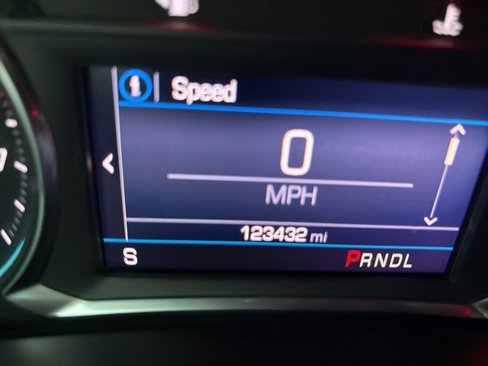 i Speed
0
MPH
123432 mi
S PRNDL